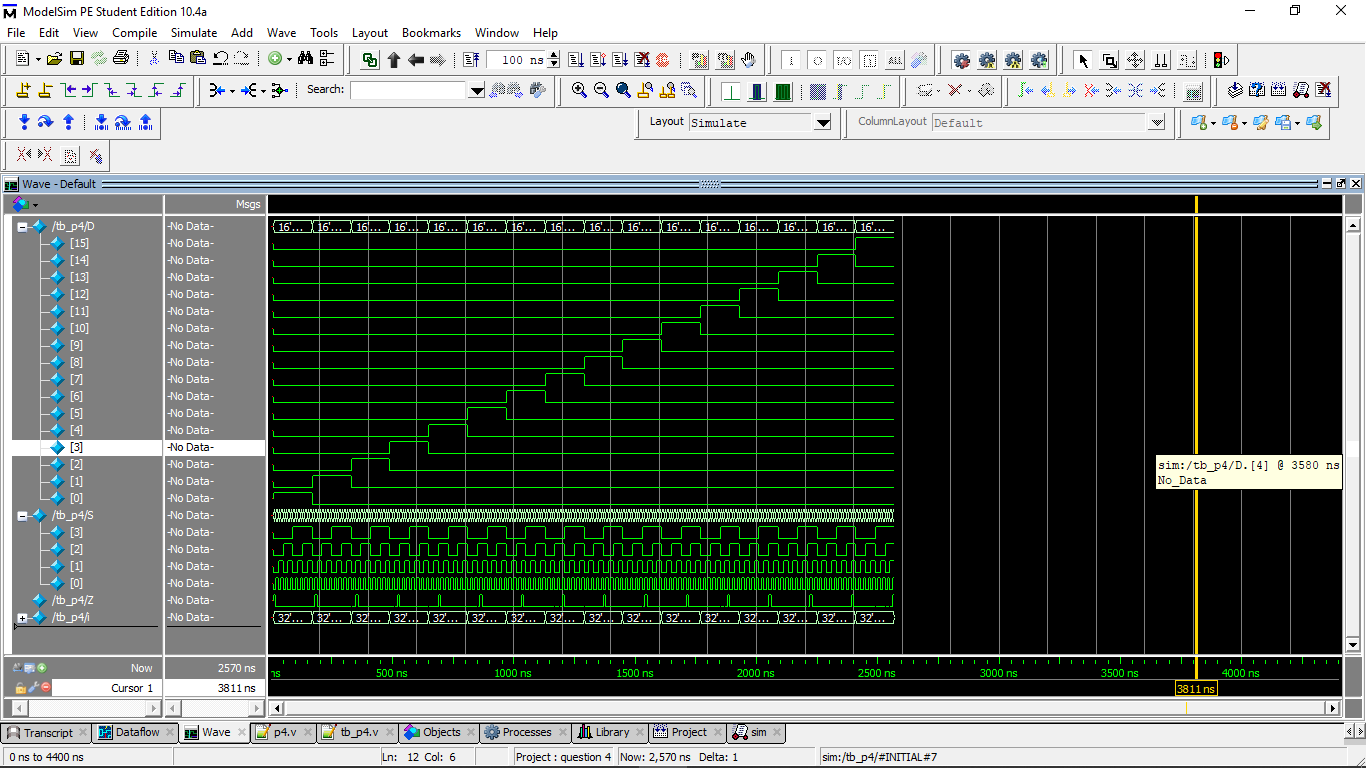 ModelSim PE Student Edition 10.4a
File Edit View Compile Simulate Add Wave Tools Layout Bookmarks Window Help
100 ns
ALL
Search:
Layout Simulate ColumnLayout Default
Wave - Default
Msgs
/tb_p4/D -No Data- 16'... 16'... 16'... 16'... 16'... 16'... 16'... 16'... 16'... 16'... 16'... 16'... 16'... 16'... 16'... 16'...
[15] -No Data-
[14] -No Data-
[13] -No Data-
[12] -No Data-
[11] -No Data-
[10] -No Data-
[9] -No Data-
[8] -No Data-
[7] -No Data-
[6] -No Data-
[5] -No Data-
[4] -No Data-
[3] -No Data-
[2] -No Data-
[1] -No Data-
[0] -No Data-
sim:/tb_p4/D.[4] @ 3580 ns
No_Data
/tb_p4/S -No Data-
[3] -No Data-
[2] -No Data-
[1] -No Data-
[0] -No Data-
/tb_p4/Z -No Data-
/tb_p4/i -No Data- 32'... 32'... 32'... 32'... 32'... 32'... 32'... 32'... 32'... 32'... 32'... 32'... 32'... 32'... 32'... 32'...
Now 2570 ns ns 500 ns 1000 ns 1500 ns 2000 ns 2500 ns 3000 ns 3500 ns 4000 ns
Cursor 1 3811 ns 3811 ns
Transcript Dataflow Wave p4.v tb_p4.v Objects Processes Library Project sim
0 ns to 4400 ns Ln: 12 Col: 6 Project : question 4 Now: 2,570 ns Delta: 1 sim:/tb_p4/#INITIAL#7